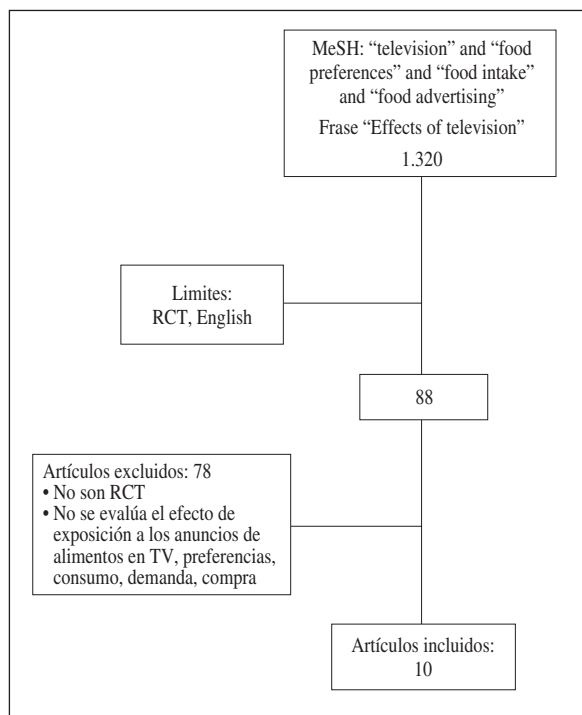 MeSH: “television” and “food
preferences” and “food intake”
and “food advertising”
Frase “Effects of television”
1.320
Limites:
RCT, English
88
Artículos excluidos: 78
• No son RCT
• No se evalúa el efecto de
exposición a los anuncios de
alimentos en TV, preferencias,
consumo, demanda, compra
Artículos incluidos:
10